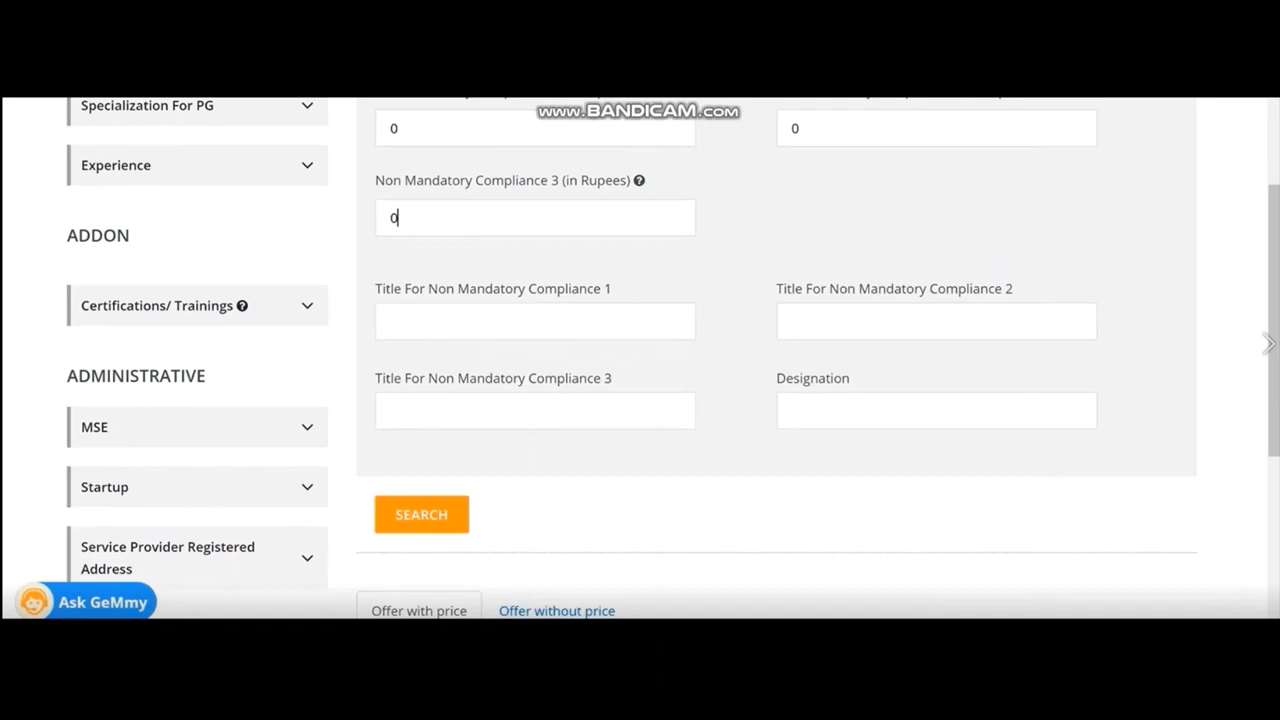 Specialization For PG
www.BANDICAM.com
0
0
Experience
Non Mandatory Compliance 3 (in Rupees)
0
ADDON
Certifications/ Trainings
Title For Non Mandatory Compliance 1
Title For Non Mandatory Compliance 2
ADMINISTRATIVE
Title For Non Mandatory Compliance 3
Designation
MSE
Startup
SEARCH
Service Provider Registered
Address
Ask GeMmy
Offer with price
Offer without price